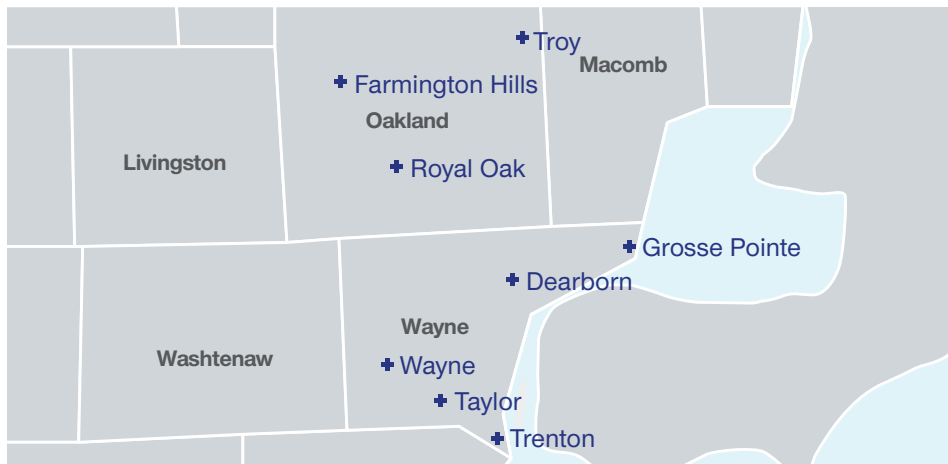 Troy
Macomb
Farmington Hills
Oakland
Livingston
Royal Oak
Grosse Pointe
Dearborn
Wayne
Washtenaw
Wayne
Taylor
Trenton